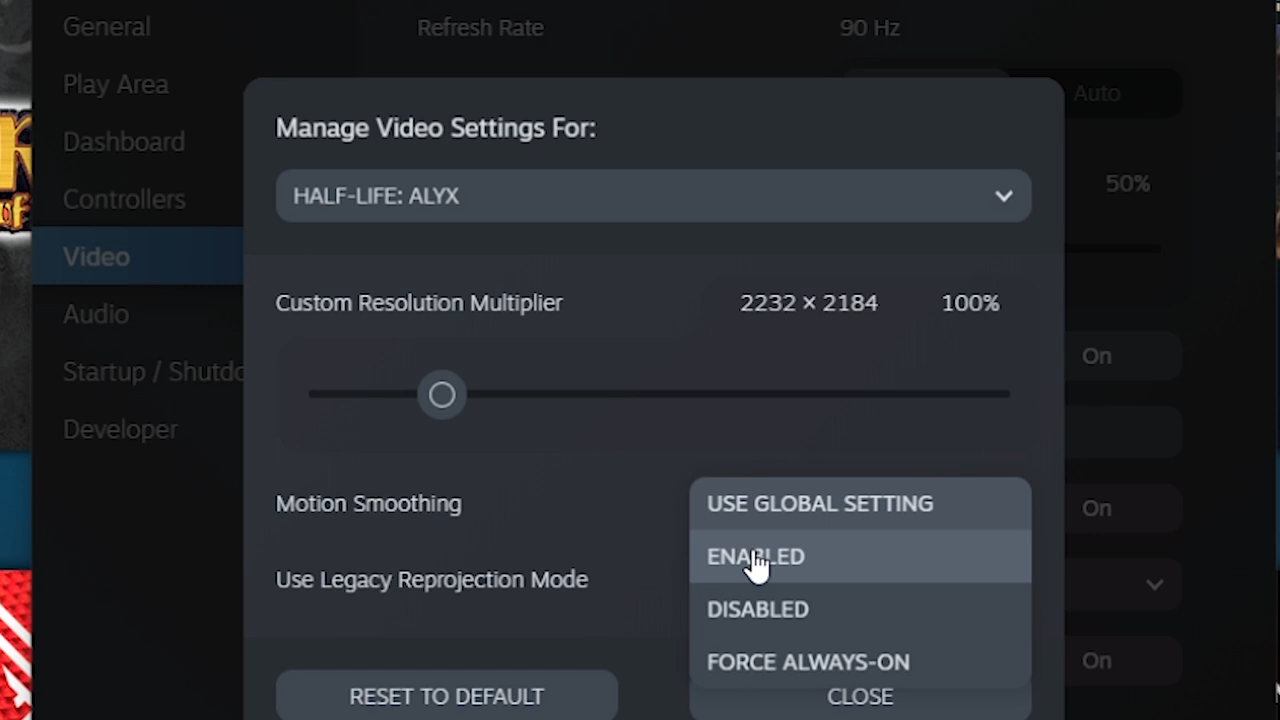 General
Refresh Rate 90 Hz
Play Area
Auto
Manage Video Settings For:
Dashboard
50%
Controllers
HALF-LIFE: ALYX
Video
Custom Resolution Multiplier 2232 × 2184 100%
Audio
On
Startup / Shutdo
Developer
Motion Smoothing
USE GLOBAL SETTING
On
ENABLED
Use Legacy Reprojection Mode
DISABLED
FORCE ALWAYS-ON
On
RESET TO DEFAULT
CLOSE